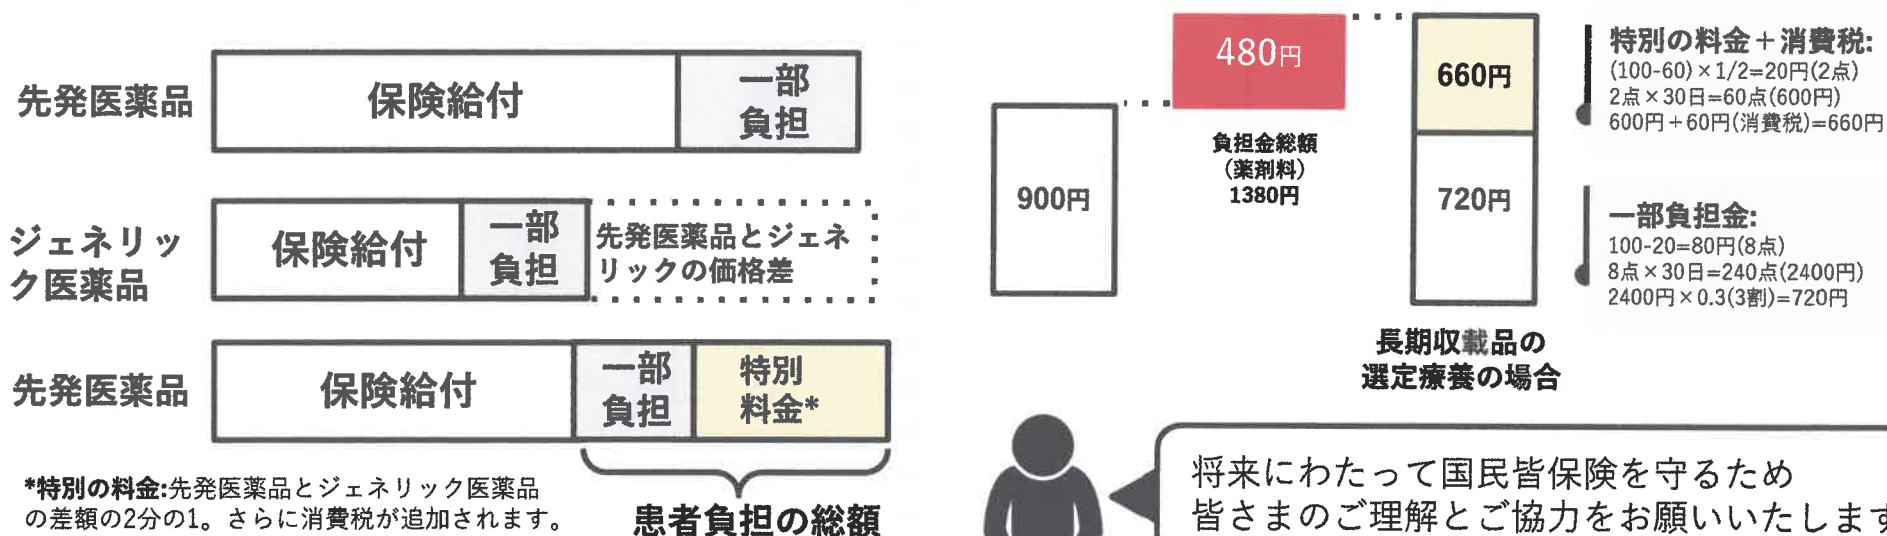 先発医薬品
保険給付
一部
負担
ジェネリッ
ク医薬品
保険給付
一部
負担
先発医薬品とジェネ
リックの価格差
先発医薬品
保険給付
一部
負担
特別
料金*
*特別の料金:先発医薬品とジェネリック医薬品
の差額の2分の1。さらに消費税が追加されます。
患者負担の総額
900円
480円
負担金総額
(薬剤料)
1380円
660円
720円
長期収載品の
選定療養の場合
特別の料金+消費税:
(100-60)×1/2=20円(2点)
2点×30日=60点(600円)
600円+60円(消費税)=660円
一部負担金:
100-20=80円(8点)
8点×30日=240点(2400円)
2400円×0.3(3割)=720円
将来にわたって国民皆保険を守るため
皆さまのご理解とご協力をお願いいたします